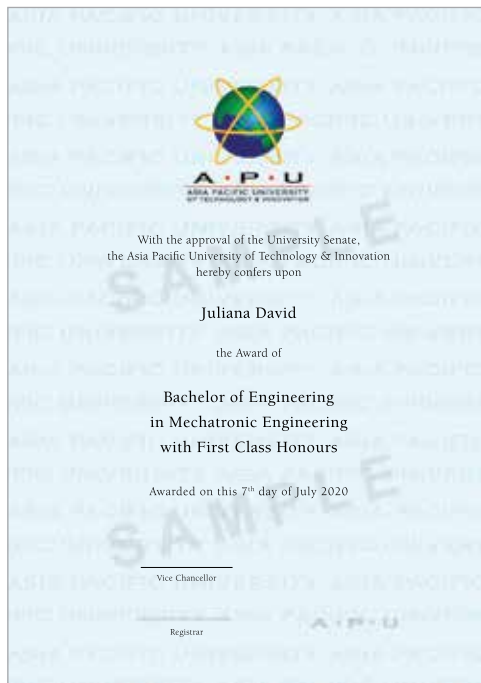 A · P · U
ASIA PACIFIC UNIVERSITY
OF TECHNOLOGY & INNOVATION
With the approval of the University Senate,
the Asia Pacific University of Technology & Innovation
hereby confers upon
SAMPLE
Juliana David
the Award of
Bachelor of Engineering
in Mechatronic Engineering
with First Class Honours
Awarded on this 7th day of July 2020
SAMPLE
Vice Chancellor
A · P · U
Registrar